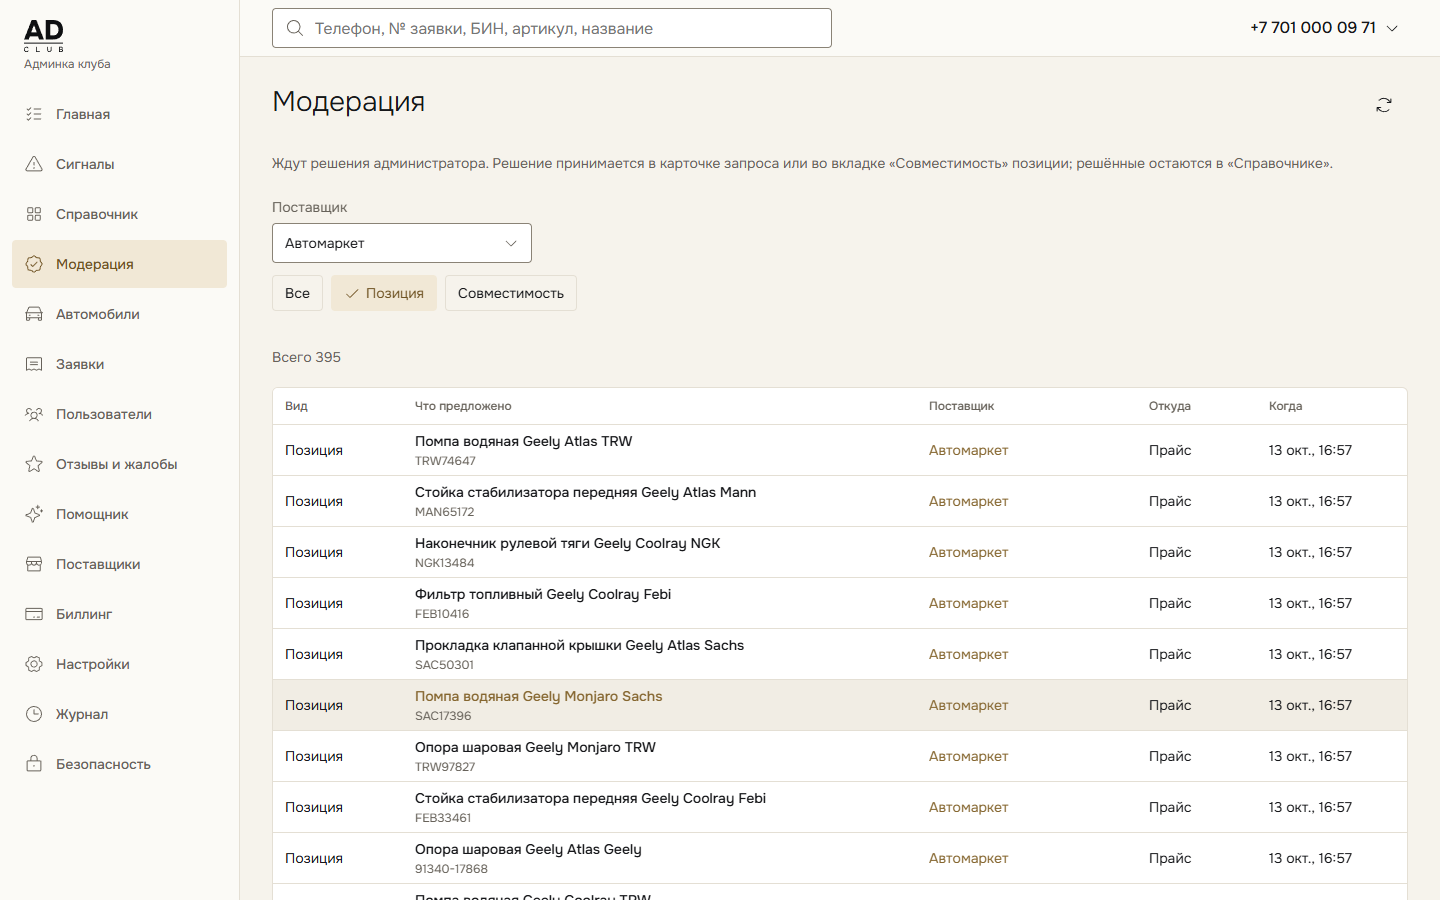 AD
CLUB
Админка клуба
Телефон, № заявки, БИН, артикул, название
+7 701 000 09 71
Главная
Сигналы
Справочник
Модерация
Автомобили
Заявки
Пользователи
Отзывы и жалобы
Помощник
Поставщики
Биллинг
Настройки
Журнал
Безопасность
Модерация
Ждут решения администратора. Решение принимается в карточке запроса или во вкладке «Совместимость» позиции; решённые остаются в «Справочнике».
Поставщик
Автомаркет
Все Позиция Совместимость
Всего 395
Вид Что предложено Поставщик Откуда Когда
Позиция Помпа водяная Geely Atlas TRW Автомаркет Прайс 13 окт., 16:57
TRW74647
Позиция Стойка стабилизатора передняя Geely Atlas Mann Автомаркет Прайс 13 окт., 16:57
MAN65172
Позиция Наконечник рулевой тяги Geely Coolray NGK Автомаркет Прайс 13 окт., 16:57
NGK13484
Позиция Фильтр топливный Geely Coolray Febi Автомаркет Прайс 13 окт., 16:57
FEB10416
Позиция Прокладка клапанной крышки Geely Atlas Sachs Автомаркет Прайс 13 окт., 16:57
SAC50301
Позиция Помпа водяная Geely Monjaro Sachs Автомаркет Прайс 13 окт., 16:57
SAC17396
Позиция Опора шаровая Geely Monjaro TRW Автомаркет Прайс 13 окт., 16:57
TRW97827
Позиция Стойка стабилизатора передняя Geely Coolray Febi Автомаркет Прайс 13 окт., 16:57
FEB33461
Позиция Опора шаровая Geely Atlas Geely Автомаркет Прайс 13 окт., 16:57
91340-17868
Помпа водяная Geely Coolray TRW